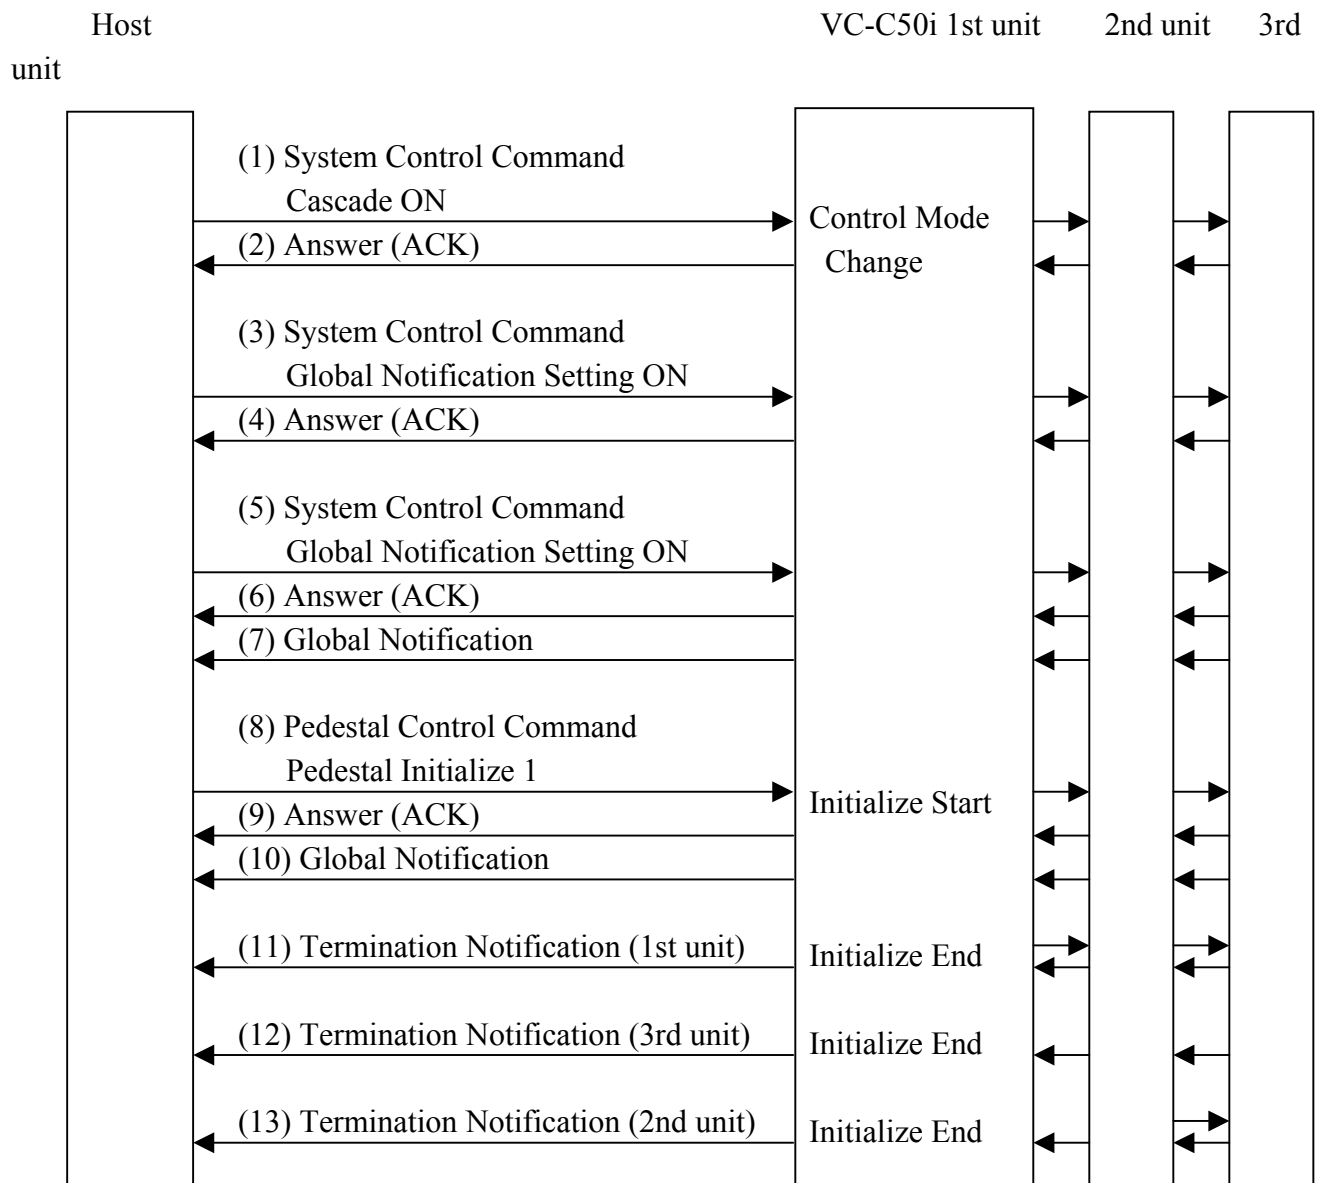 Host VC-C50i 1st unit 2nd unit 3rd
unit
(1) System Control Command
Cascade ON
Control Mode
(2) Answer (ACK)
Change
(3) System Control Command
Global Notification Setting ON
(4) Answer (ACK)
(5) System Control Command
Global Notification Setting ON
(6) Answer (ACK)
(7) Global Notification
(8) Pedestal Control Command
Pedestal Initialize 1
Initialize Start
(9) Answer (ACK)
(10) Global Notification
(11) Termination Notification (1st unit)
Initialize End
(12) Termination Notification (3rd unit)
Initialize End
(13) Termination Notification (2nd unit)
Initialize End